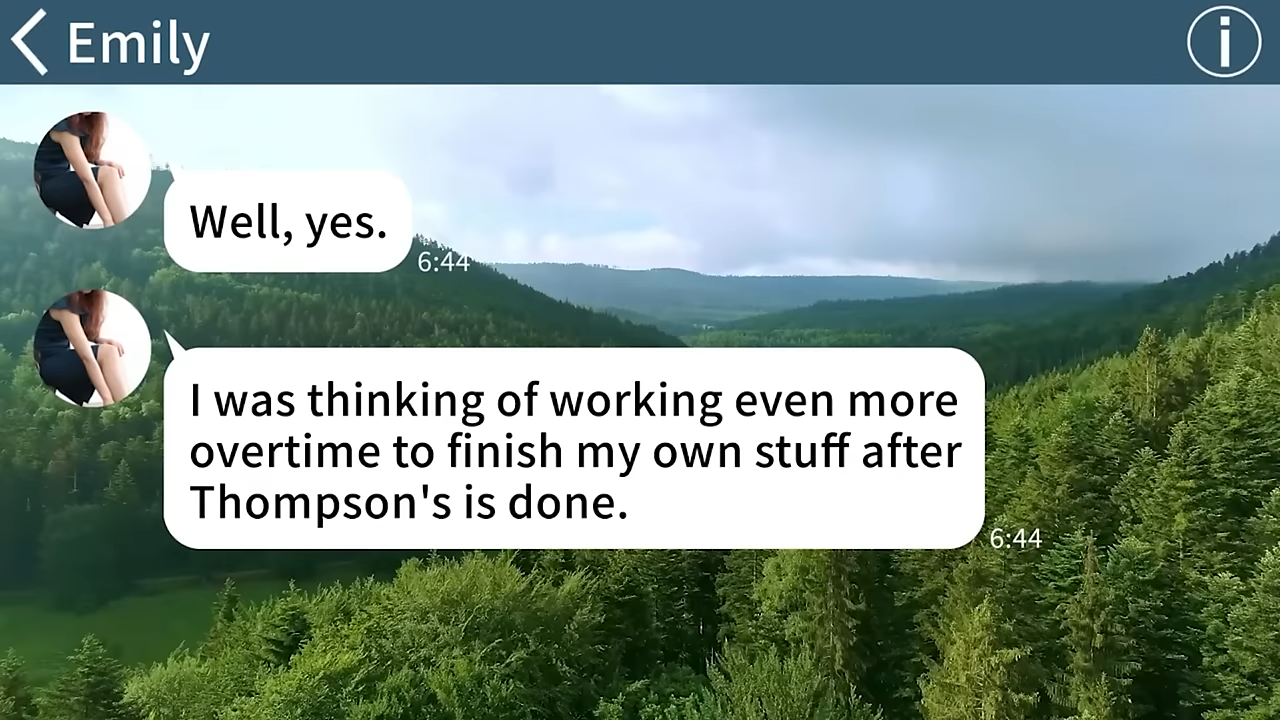 Emily
Well, yes.
6:44
I was thinking of working even more
overtime to finish my own stuff after
Thompson's is done.
6:44